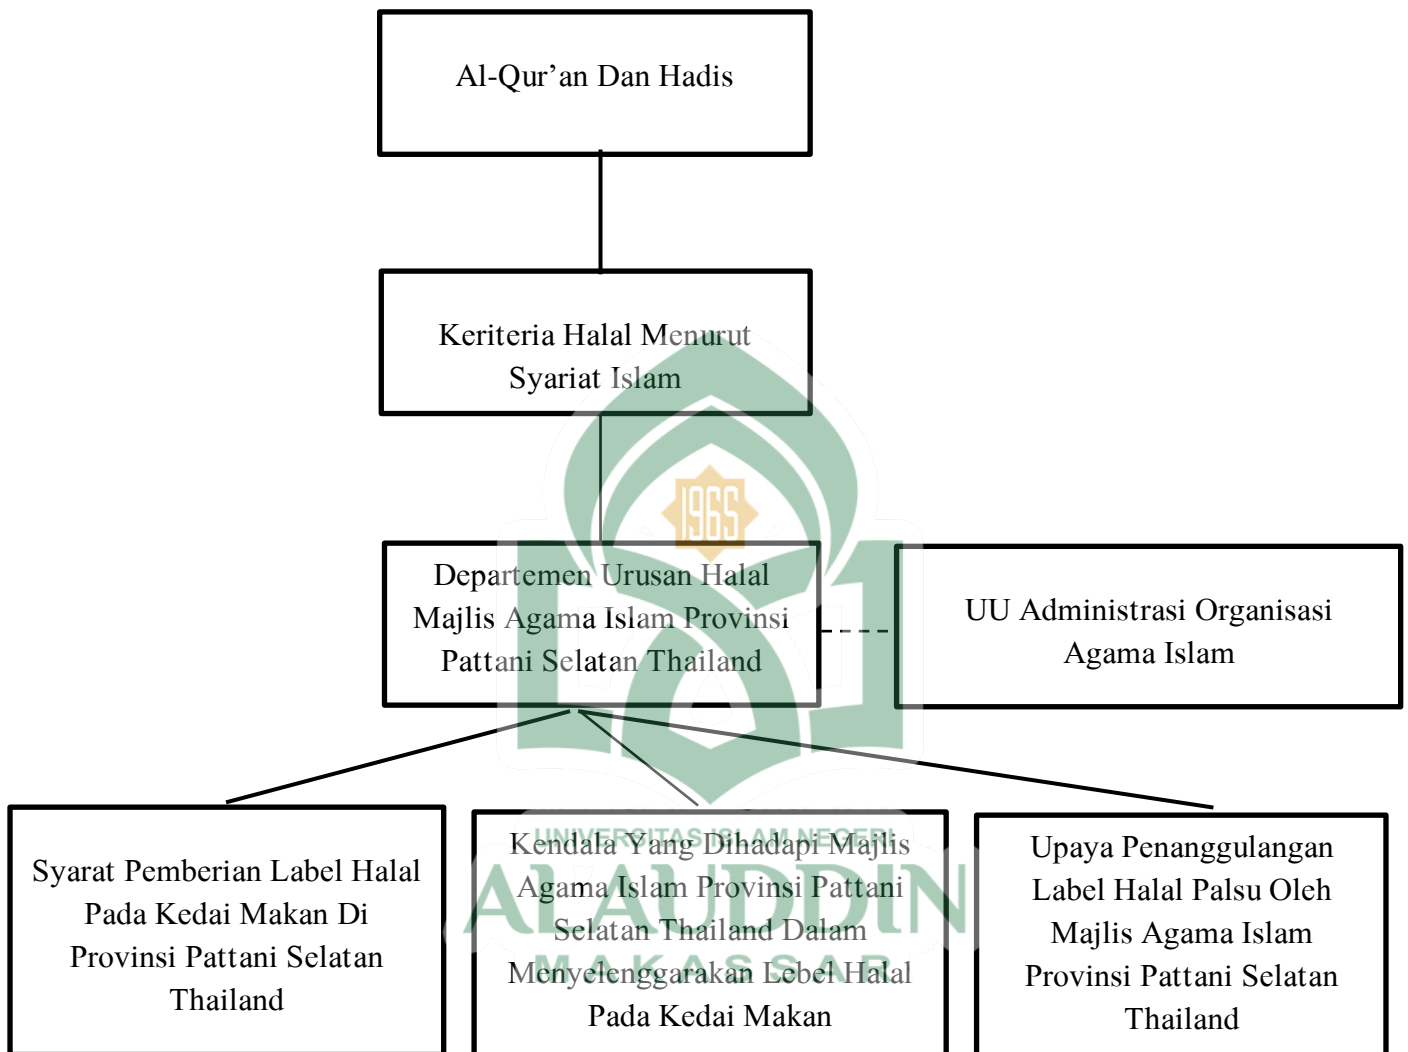 Al-Qur’an Dan Hadis
Keriteria Halal Menurut
Syariat Islam
1965
Departemen Urusan Halal
Majlis Agama Islam Provinsi
Pattani Selatan Thailand
UU Administrasi Organisasi
Agama Islam
Syarat Pemberian Label Halal
Pada Kedai Makan Di
Provinsi Pattani Selatan
Thailand
Kendala Yang Dihadapi Majlis
Agama Islam Provinsi Pattani
Selatan Thailand Dalam
Menyelenggarakan Lebel Halal
Pada Kedai Makan
UNIVERSITAS ISLAM NEGERI
ALAUDDIN
MAKASSAR
Upaya Penanggulangan
Label Halal Palsu Oleh
Majlis Agama Islam
Provinsi Pattani Selatan
Thailand